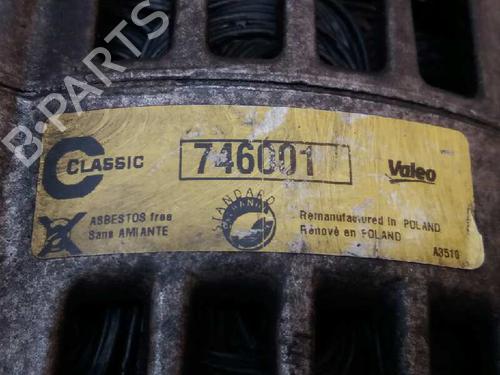 B-PARTS
C CLASSIC
746001
Valeo
ASBESTOS free
Sans AMIANTE
STANDARD
Remanufactured in POLAND
Rénové en POLAND
A3510